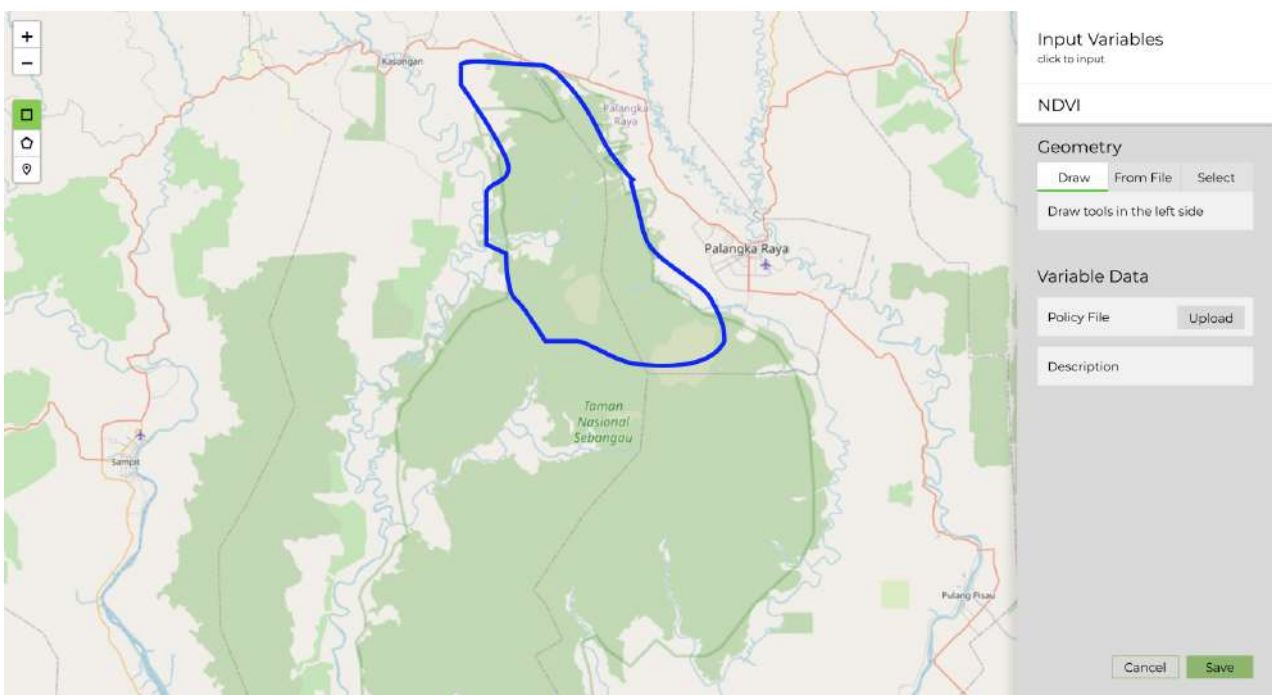 +
−
Kasongan
Palangka
Raya
Palangka Raya
Taman
Nasional
Sebangau
Sampit
Pulang Pisau
Input Variables
click to input
NDVI
Geometry
Draw From File Select
Draw tools in the left side
Variable Data
Policy File Upload
Description
Cancel Save